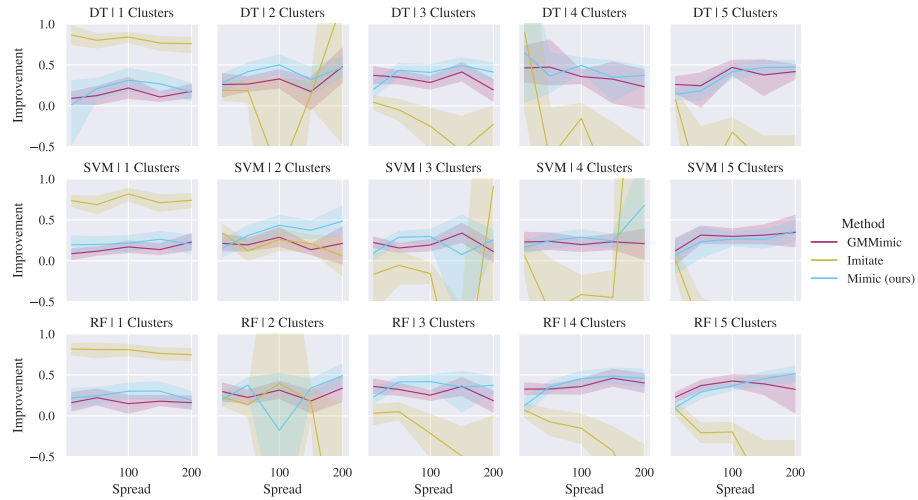 DT | 1 Clusters
DT | 2 Clusters
DT | 3 Clusters
DT | 4 Clusters
DT | 5 Clusters
Improvement
1.0
0.5
0.0
−0.5
SVM | 1 Clusters
SVM | 2 Clusters
SVM | 3 Clusters
SVM | 4 Clusters
SVM | 5 Clusters
Improvement
1.0
0.5
0.0
−0.5
Method
GMMimic
Imitate
Mimic (ours)
RF | 1 Clusters
RF | 2 Clusters
RF | 3 Clusters
RF | 4 Clusters
RF | 5 Clusters
Improvement
1.0
0.5
0.0
−0.5
100 200
100 200
100 200
100 200
100 200
Spread
Spread
Spread
Spread
Spread